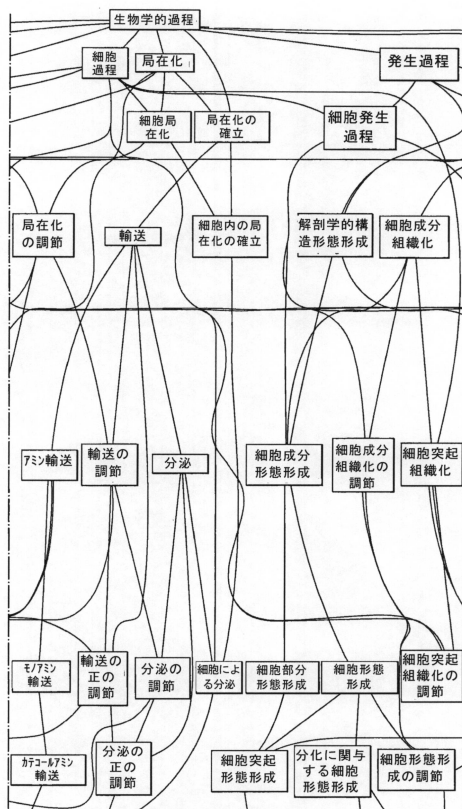 生物学的過程
細胞
過程
局在化
発生過程
細胞局
在化
局在化の
確立
細胞発生
過程
局在化
の調節
輸送
細胞内の局
在化の確立
解剖学的構
造形態形成
細胞成分
組織化
アミン輸送
輸送の
調節
分泌
細胞成分
形態形成
細胞成分
組織化の
調節
細胞突起
組織化
モノアミン
輸送
輸送の
正の
調節
分泌の
調節
細胞によ
る分泌
細胞部分
形態形成
細胞形態
形成
細胞突起
組織化の
調節
カテコールアミン
輸送
分泌の
正の
調節
細胞突起
形態形成
分化に関与
する細胞
形態形成
細胞形態形
成の調節